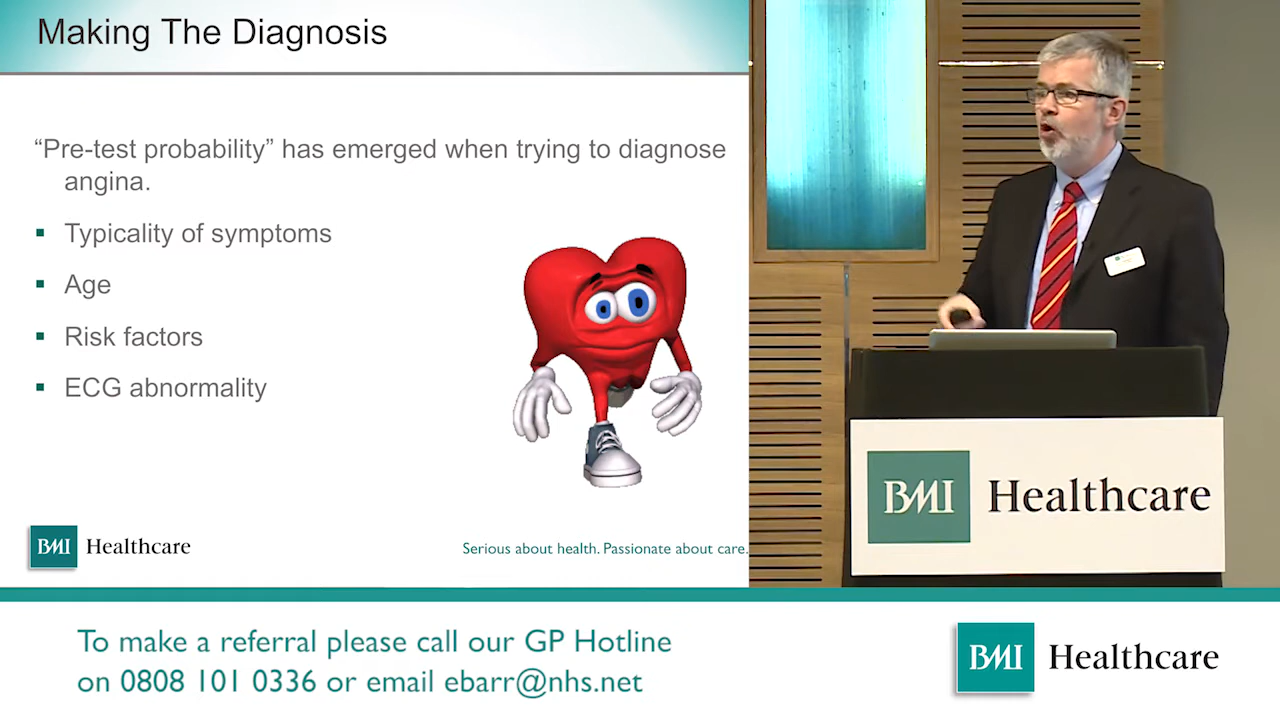 Making The Diagnosis
“Pre-test probability” has emerged when trying to diagnose
angina.
▪ Typicality of symptoms
▪ Age
▪ Risk factors
▪ ECG abnormality
BMI Healthcare
Serious about health. Passionate about care.
BMI Healthcare
To make a referral please call our GP Hotline
on 0808 101 0336 or email ebarr@nhs.net
BMI Healthcare